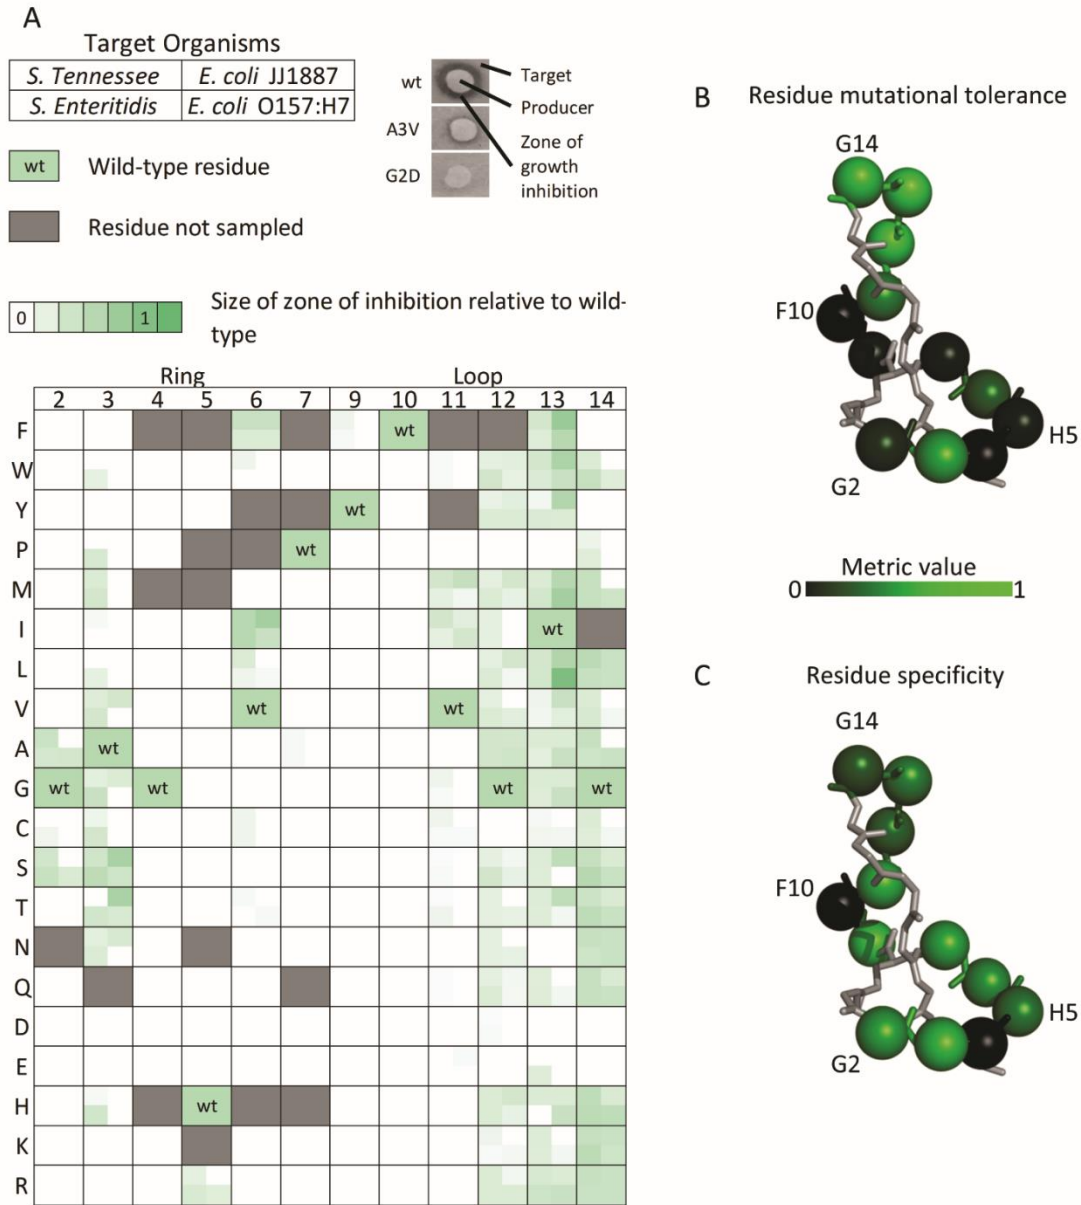 A
Target Organisms
S. Tennessee E. coli JJ1887
S. Enteritidis E. coli O157:H7
wt Wild-type residue
Residue not sampled
0 1 Size of zone of inhibition relative to wild-
type
wt
A3V
G2D
Target
Producer
Zone of
growth
inhibition
Ring Loop
2 3 4 5 6 7 9 10 11 12 13 14
F wt
W
Y wt
P wt
M
I wt
L
V wt wt
A wt
G wt wt wt wt
C
S
T
N
Q
D
E
H wt
K
R
B Residue mutational tolerance
G14
F10
H5
G2
Metric value
0 1
C Residue specificity
G14
F10
H5
G2